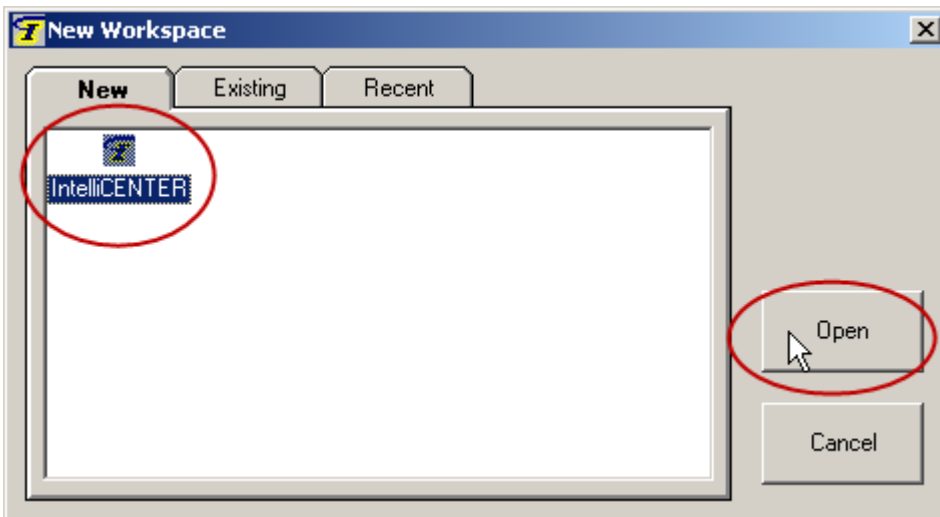 New Workspace
New Existing Recent
IntelliCENTER
Open
Cancel